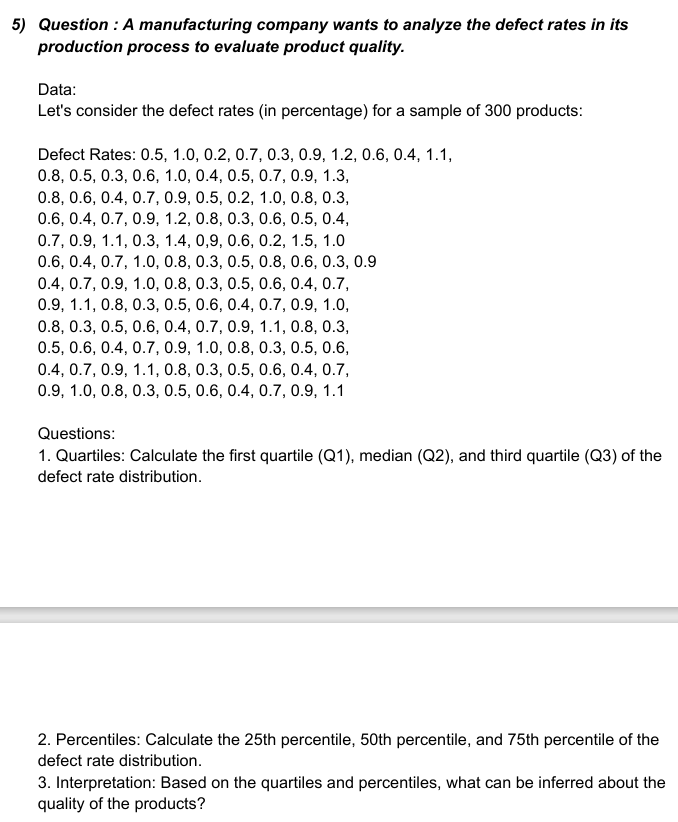 5) Question : A manufacturing company wants to analyze the defect rates in its
production process to evaluate product quality.
Data:
Let's consider the defect rates (in percentage) for a sample of 300 products:
Defect Rates: 0.5, 1.0, 0.2, 0.7, 0.3, 0.9, 1.2, 0.6, 0.4, 1.1,
0.8, 0.5, 0.3, 0.6, 1.0, 0.4, 0.5, 0.7, 0.9, 1.3,
0.8, 0.6, 0.4, 0.7, 0.9, 0.5, 0.2, 1.0, 0.8, 0.3,
0.6, 0.4, 0.7, 0.9, 1.2, 0.8, 0.3, 0.6, 0.5, 0.4,
0.7, 0.9, 1.1, 0.3, 1.4, 0,9, 0.6, 0.2, 1.5, 1.0
0.6, 0.4, 0.7, 1.0, 0.8, 0.3, 0.5, 0.8, 0.6, 0.3, 0.9
0.4, 0.7, 0.9, 1.0, 0.8, 0.3, 0.5, 0.6, 0.4, 0.7,
0.9, 1.1, 0.8, 0.3, 0.5, 0.6, 0.4, 0.7, 0.9, 1.0,
0.8, 0.3, 0.5, 0.6, 0.4, 0.7, 0.9, 1.1, 0.8, 0.3,
0.5, 0.6, 0.4, 0.7, 0.9, 1.0, 0.8, 0.3, 0.5, 0.6,
0.4, 0.7, 0.9, 1.1, 0.8, 0.3, 0.5, 0.6, 0.4, 0.7,
0.9, 1.0, 0.8, 0.3, 0.5, 0.6, 0.4, 0.7, 0.9, 1.1
Questions:
1. Quartiles: Calculate the first quartile (Q1), median (Q2), and third quartile (Q3) of the
defect rate distribution.
2. Percentiles: Calculate the 25th percentile, 50th percentile, and 75th percentile of the
defect rate distribution.
3. Interpretation: Based on the quartiles and percentiles, what can be inferred about the
quality of the products?